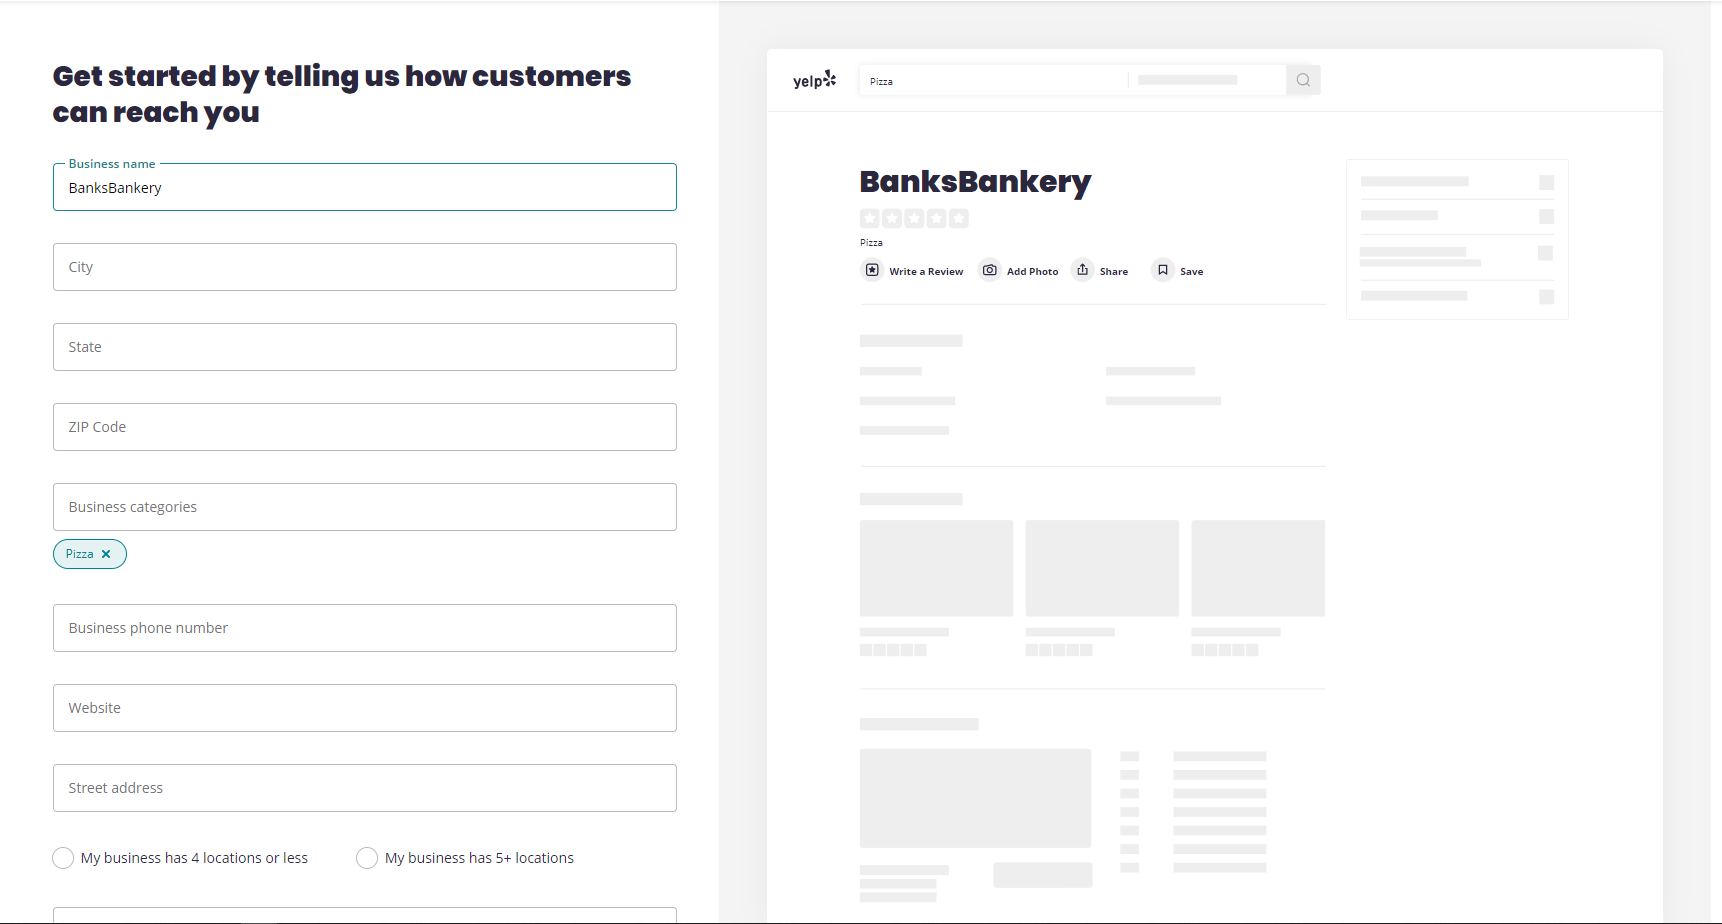 Get started by telling us how customers
can reach you
Business name
BanksBankery
City
State
ZIP Code
Business categories
Pizza
Business phone number
Website
Street address
My business has 4 locations or less
My business has 5+ locations
yelp
Pizza
BanksBankery
Pizza
Write a Review
Add Photo
Share
Save